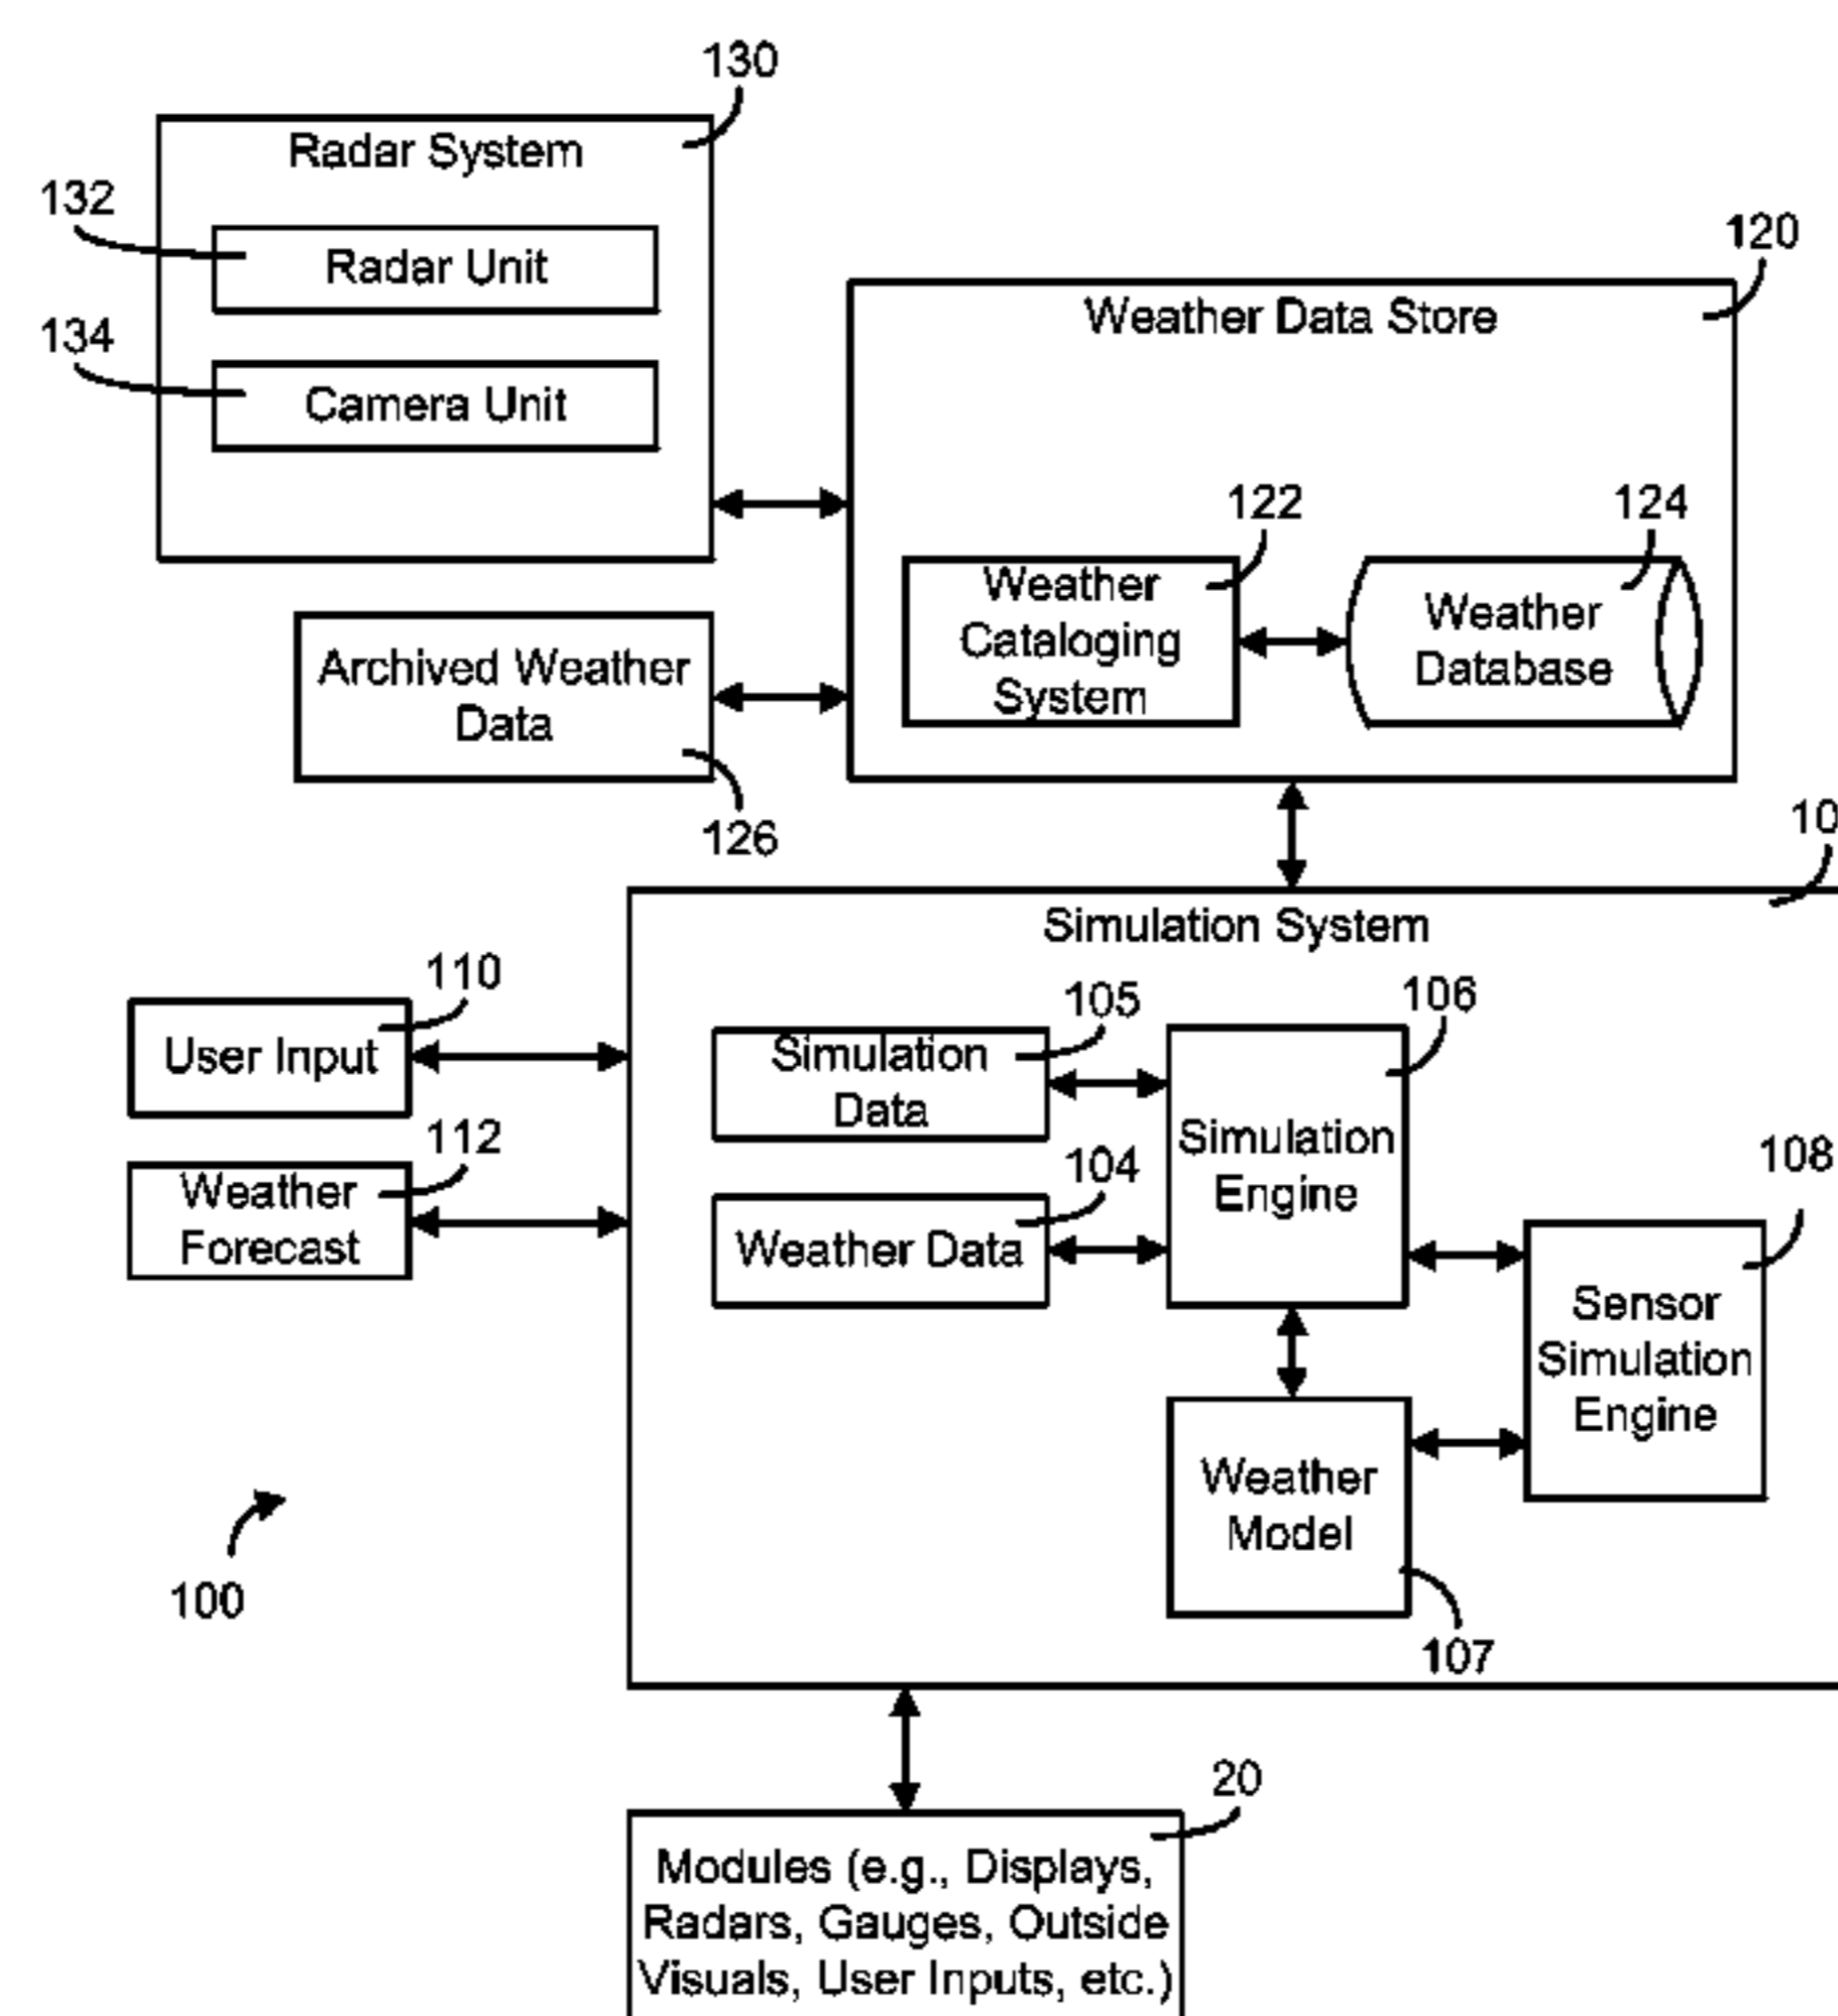 130
Radar System
132
Radar Unit
134
Camera Unit
120
Weather Data Store
122
Weather
Cataloging
System
124
Weather
Database
Archived Weather
Data
126
Simulation System
110
User Input
112
Weather
Forecast
105
Simulation
Data
104
Weather Data
106
Simulation
Engine
108
Sensor
Simulation
Engine
Weather
Model
107
100
20
Modules (e.g., Displays,
Radars, Gauges, Outside
Visuals, User Inputs, etc.)